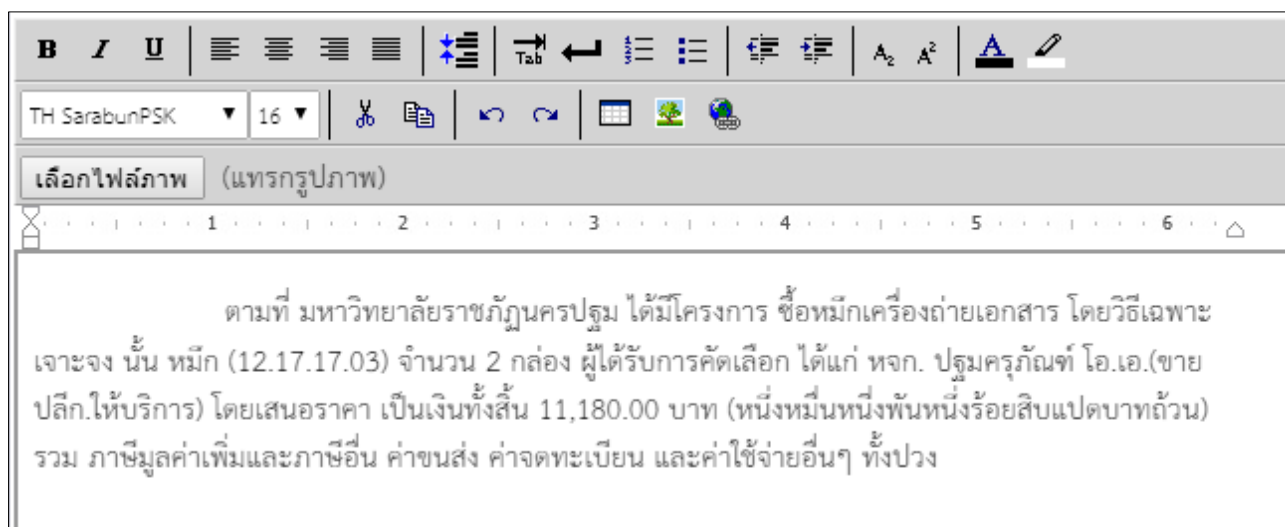 B I U Tab A₂ A² A
TH SarabunPSK ▼ 16 ▼
เลือกไฟล์ภาพ (แทรกรูปภาพ)
1 2 3 4 5 6
ตามที่ มหาวิทยาลัยราชภัฏนครปฐม ได้มีโครงการ ซื้อหมึกเครื่องถ่ายเอกสาร โดยวิธีเฉพาะ
เจาะจง นั้น หมึก (12.17.17.03) จำนวน 2 กล่อง ผู้ได้รับการคัดเลือก ได้แก่ หจก. ปฐมครุภัณฑ์ โอ.เอ.(ขาย
ปลีก.ให้บริการ) โดยเสนอราคา เป็นเงินทั้งสิ้น 11,180.00 บาท (หนึ่งหมื่นหนึ่งพันหนึ่งร้อยสิบแปดบาทถ้วน)
รวม ภาษีมูลค่าเพิ่มและภาษีอื่น ค่าขนส่ง ค่าจดทะเบียน และค่าใช้จ่ายอื่นๆ ทั้งปวง